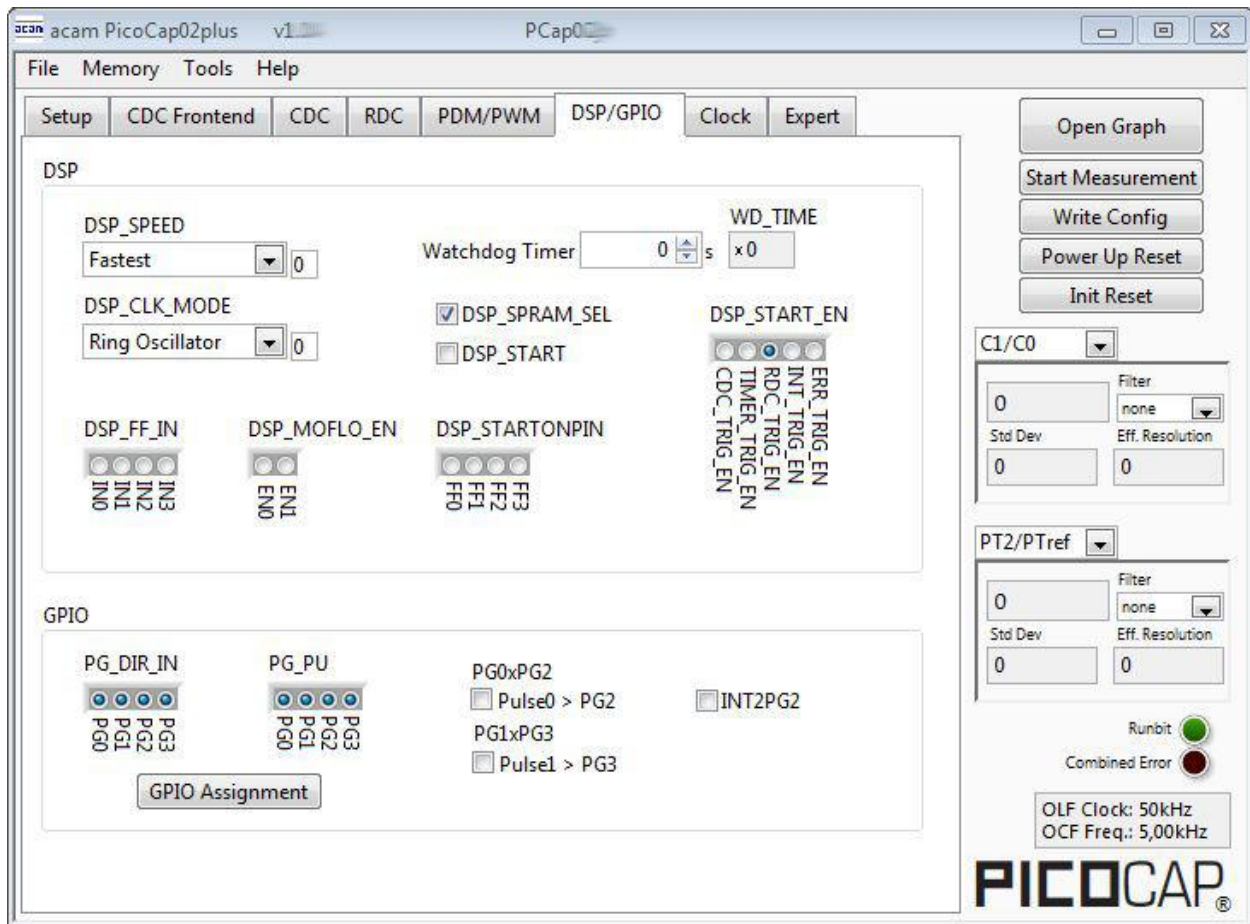 acam acam PicoCap02plus v1. PCap0
File Memory Tools Help
Setup CDC Frontend CDC RDC PDM/PWM DSP/GPIO Clock Expert
Open Graph
Start Measurement
Write Config
Power Up Reset
Init Reset
DSP
DSP_SPEED
Fastest 0
Watchdog Timer 0 s
WD_TIME
x 0
DSP_CLK_MODE
Ring Oscillator 0
DSP_SPRAM_SEL
DSP_START
DSP_START_EN
CDC_TRIG_EN
TIMER_TRIG_EN
RDC_TRIG_EN
INT_TRIG_EN
ERR_TRIG_EN
DSP_FF_IN
IN0
IN1
IN2
IN3
DSP_MOFLO_EN
EN0
EN1
DSP_STARTONPIN
FF0
FF1
FF2
FF3
C1/C0
Filter
0 none
Std Dev Eff. Resolution
0 0
PT2/PTref
Filter
0 none
Std Dev Eff. Resolution
0 0
GPIO
PG_DIR_IN
PG0
PG1
PG2
PG3
PG_PU
PG0
PG1
PG2
PG3
PG0xPG2
Pulse0 > PG2
PG1xPG3
Pulse1 > PG3
INT2PG2
GPIO Assignment
Runbit
Combined Error
OLF Clock: 50kHz
OCF Freq.: 5,00kHz
PICOCAP®